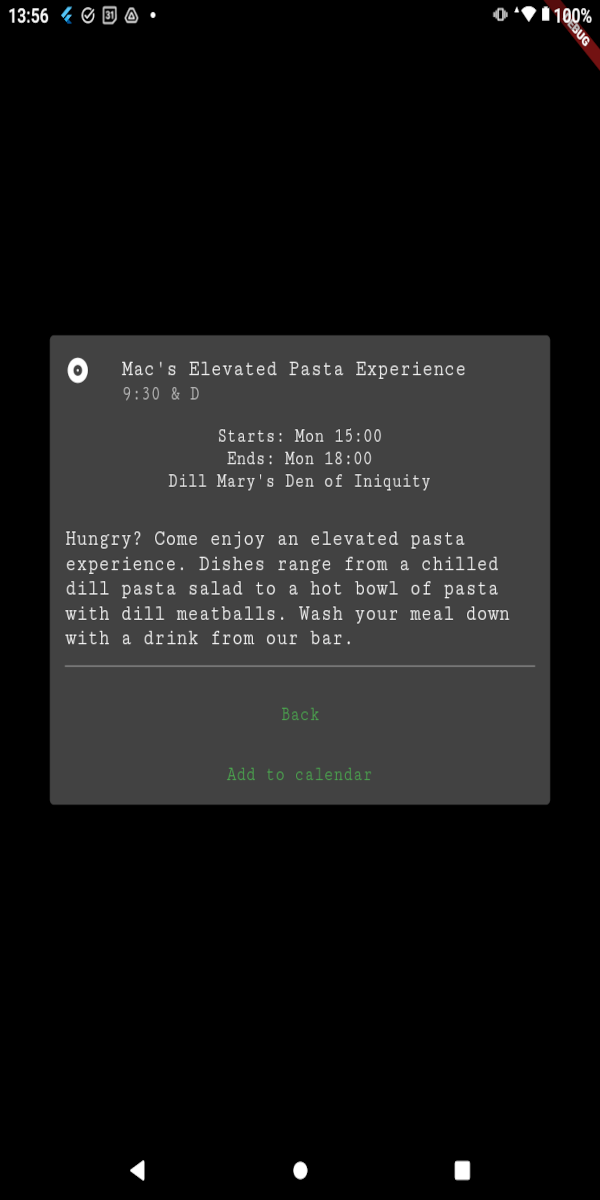 13:56
31
100%
Mac's Elevated Pasta Experience
9:30 & D
Starts: Mon 15:00
Ends: Mon 18:00
Dill Mary's Den of Iniquity
Hungry? Come enjoy an elevated pasta
experience. Dishes range from a chilled
dill pasta salad to a hot bowl of pasta
with dill meatballs. Wash your meal down
with a drink from our bar.
Back
Add to calendar